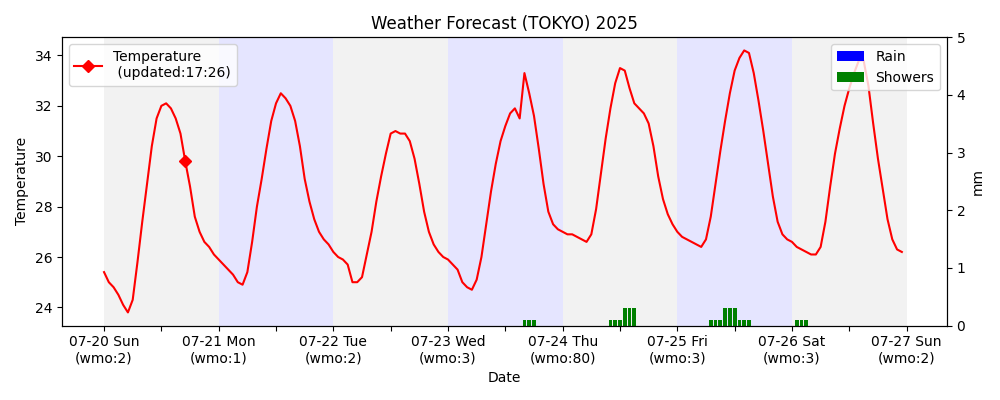 Weather Forecast (TOKYO) 2025
Temperature
(updated:17:26)
Rain
Showers
34
32
30
28
26
24
Temperature
5
4
3
2
1
0
mm
07-20 Sun
(wmo:2)
07-21 Mon
(wmo:1)
07-22 Tue
(wmo:2)
07-23 Wed
(wmo:3)
07-24 Thu
(wmo:80)
07-25 Fri
(wmo:3)
07-26 Sat
(wmo:3)
07-27 Sun
(wmo:2)
Date